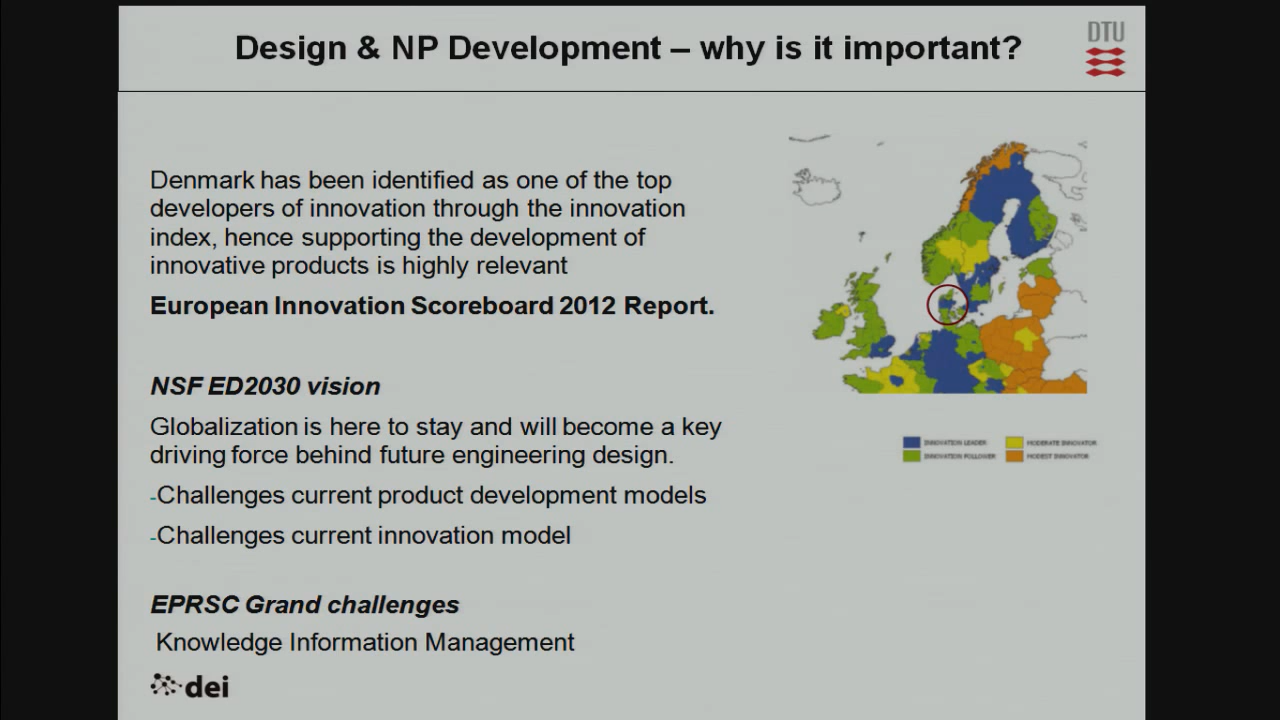 Design & NP Development – why is it important?
DTU
Denmark has been identified as one of the top
developers of innovation through the innovation
index, hence supporting the development of
innovative products is highly relevant
European Innovation Scoreboard 2012 Report.
NSF ED2030 vision
Globalization is here to stay and will become a key
driving force behind future engineering design.
-Challenges current product development models
-Challenges current innovation model
EPRSC Grand challenges
Knowledge Information Management
dei
INNOVATION LEADER
MODERATE INNOVATOR
INNOVATION FOLLOWER
MODEST INNOVATOR